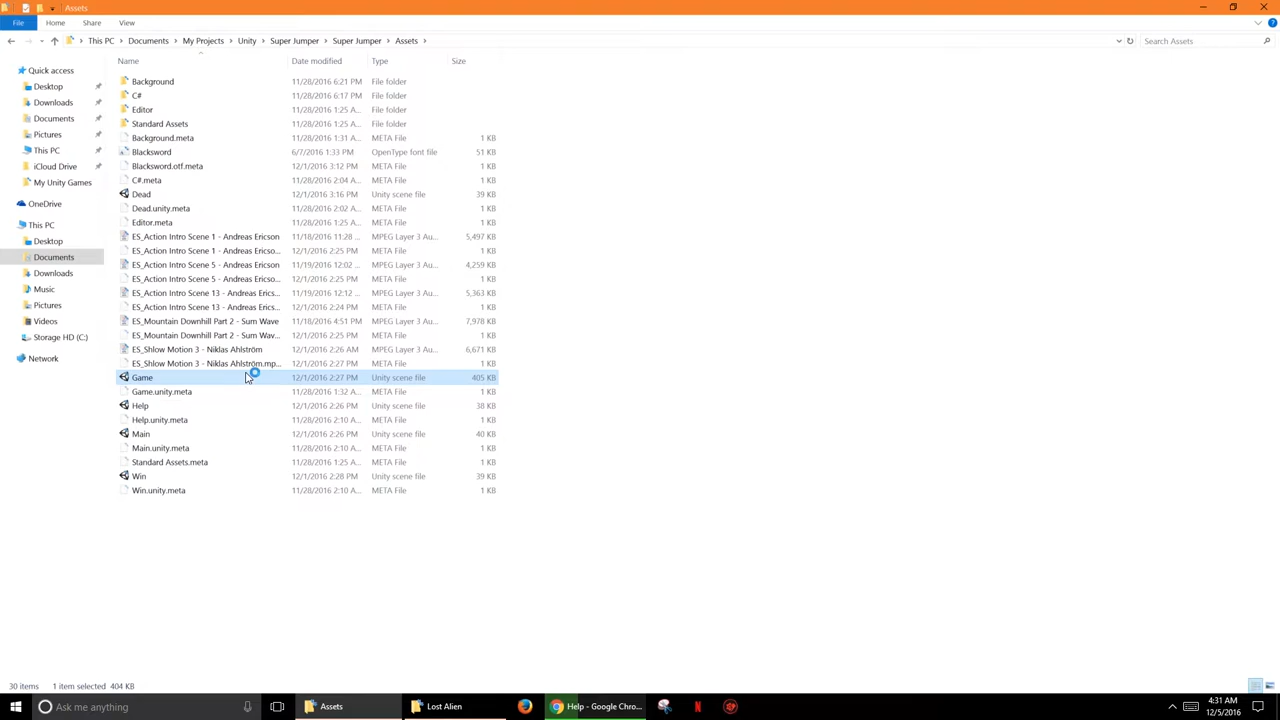 Assets
File Home Share View
This PC Documents My Projects Unity Super Jumper Super Jumper Assets Search Assets
Name Date modified Type Size
Quick access
Desktop
Downloads
Documents
Pictures
This PC
iCloud Drive
My Unity Games
OneDrive
This PC
Desktop
Documents
Downloads
Music
Pictures
Videos
Storage HD (C:)
Network
Background 11/28/2016 6:21 PM File folder
C# 11/28/2016 6:17 PM File folder
Editor 11/28/2016 1:25 A... File folder
Standard Assets 11/28/2016 1:25 A... File folder
Background.meta 11/28/2016 1:31 A... META File 1 KB
Blacksword 6/7/2016 1:33 PM OpenType font file 51 KB
Blacksword.otf.meta 12/1/2016 3:12 PM META File 1 KB
C#.meta 11/28/2016 2:04 A... META File 1 KB
Dead 12/1/2016 3:16 PM Unity scene file 39 KB
Dead.unity.meta 11/28/2016 2:02 A... META File 1 KB
Editor.meta 11/28/2016 1:25 A... META File 1 KB
ES_Action Intro Scene 1 - Andreas Ericson 11/18/2016 11:28 ... MPEG Layer 3 Au... 5,497 KB
ES_Action Intro Scene 1 - Andreas Ericso... 12/1/2016 2:25 PM META File 1 KB
ES_Action Intro Scene 5 - Andreas Ericson 11/19/2016 12:02 ... MPEG Layer 3 Au... 4,259 KB
ES_Action Intro Scene 5 - Andreas Ericso... 12/1/2016 2:25 PM META File 1 KB
ES_Action Intro Scene 13 - Andreas Erics... 11/19/2016 12:12 ... MPEG Layer 3 Au... 5,363 KB
ES_Action Intro Scene 13 - Andreas Erics... 12/1/2016 2:24 PM META File 1 KB
ES_Mountain Downhill Part 2 - Sum Wave 11/18/2016 4:51 PM MPEG Layer 3 Au... 7,978 KB
ES_Mountain Downhill Part 2 - Sum Wav... 12/1/2016 2:25 PM META File 1 KB
ES_Shlow Motion 3 - Niklas Ahlström 12/1/2016 2:26 AM MPEG Layer 3 Au... 6,671 KB
ES_Shlow Motion 3 - Niklas Ahlström.mp... 12/1/2016 2:27 PM META File 1 KB
Game 12/1/2016 2:27 PM Unity scene file 405 KB
Game.unity.meta 11/28/2016 1:32 A... META File 1 KB
Help 12/1/2016 2:26 PM Unity scene file 38 KB
Help.unity.meta 11/28/2016 2:10 A... META File 1 KB
Main 12/1/2016 2:26 PM Unity scene file 40 KB
Main.unity.meta 11/28/2016 2:10 A... META File 1 KB
Standard Assets.meta 11/28/2016 1:25 A... META File 1 KB
Win 12/1/2016 2:28 PM Unity scene file 39 KB
Win.unity.meta 11/28/2016 2:10 A... META File 1 KB
30 items 1 item selected 404 KB
Ask me anything Assets Lost Alien Help - Google Chro... 4:31 AM
12/5/2016